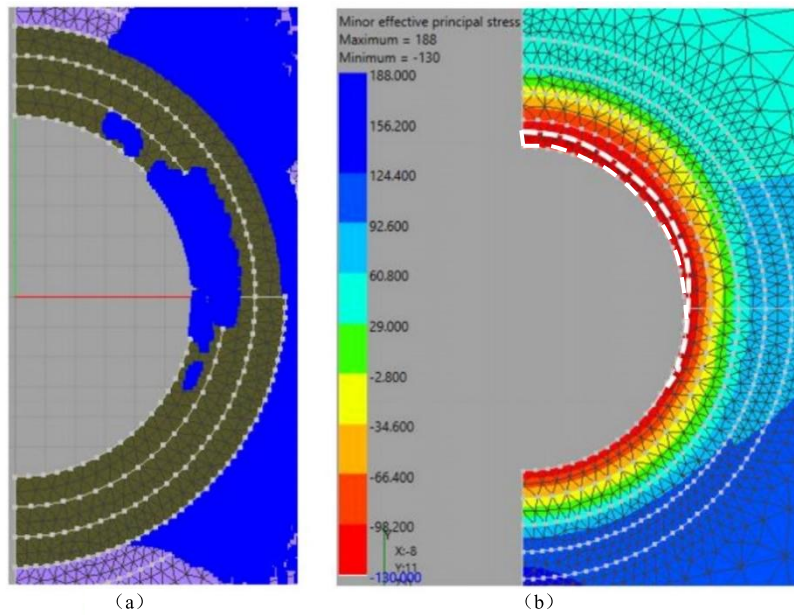 Minor effective principal stress
Maximum = 188
Minimum = -130
188.000
156.200
124.400
92.600
60.800
29.000
-2.800
-34.600
-66.400
-98.200
Y
X:-8
Y:11
-130.000
（a）
（b）